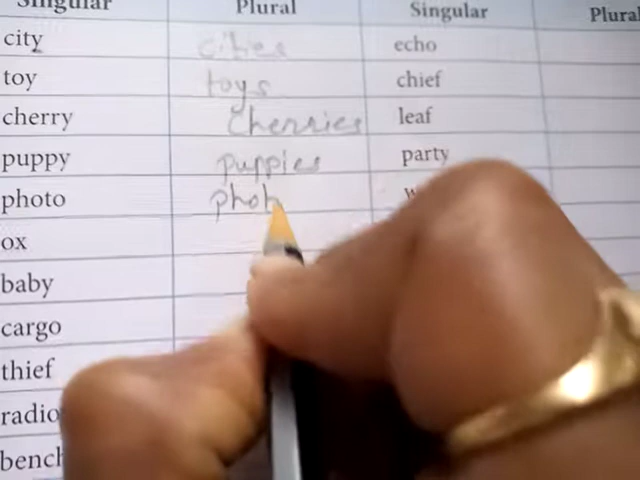 Singular Plural Singular Plural
city cities echo
toy toys chief
cherry Cherries leaf
puppy puppies party
photo phot
ox
baby
cargo
thief
radio
bench